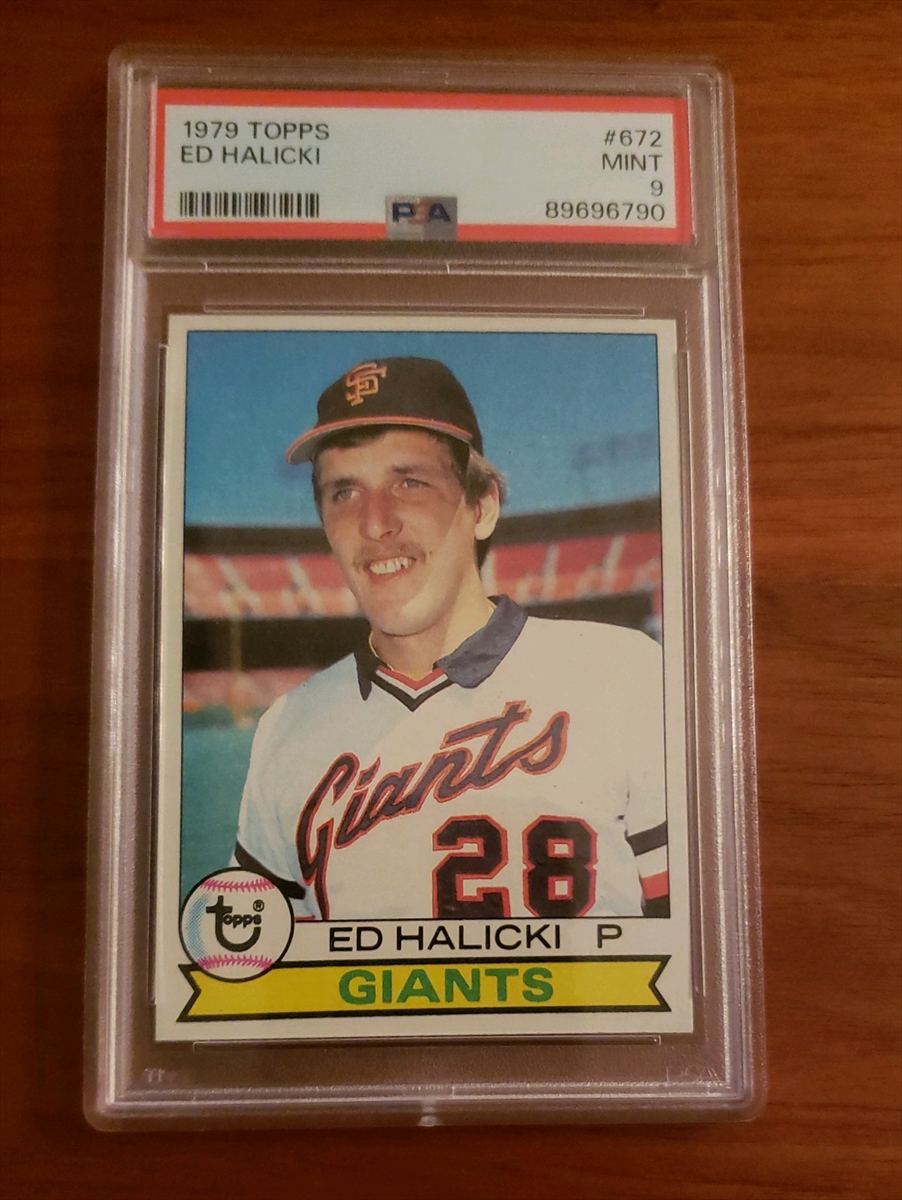 1979 TOPPS #672
ED HALICKI MINT
9
PSA 89696790
SF
Giants
28
topps®
ED HALICKI P
GIANTS